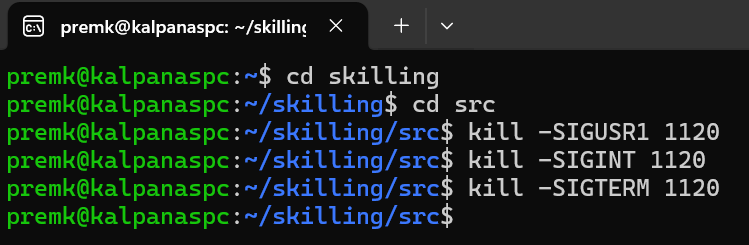 premk@kalpanaspc: ~/skilling
premk@kalpanaspc:~$ cd skilling
premk@kalpanaspc:~/skilling$ cd src
premk@kalpanaspc:~/skilling/src$ kill -SIGUSR1 1120
premk@kalpanaspc:~/skilling/src$ kill -SIGINT 1120
premk@kalpanaspc:~/skilling/src$ kill -SIGTERM 1120
premk@kalpanaspc:~/skilling/src$